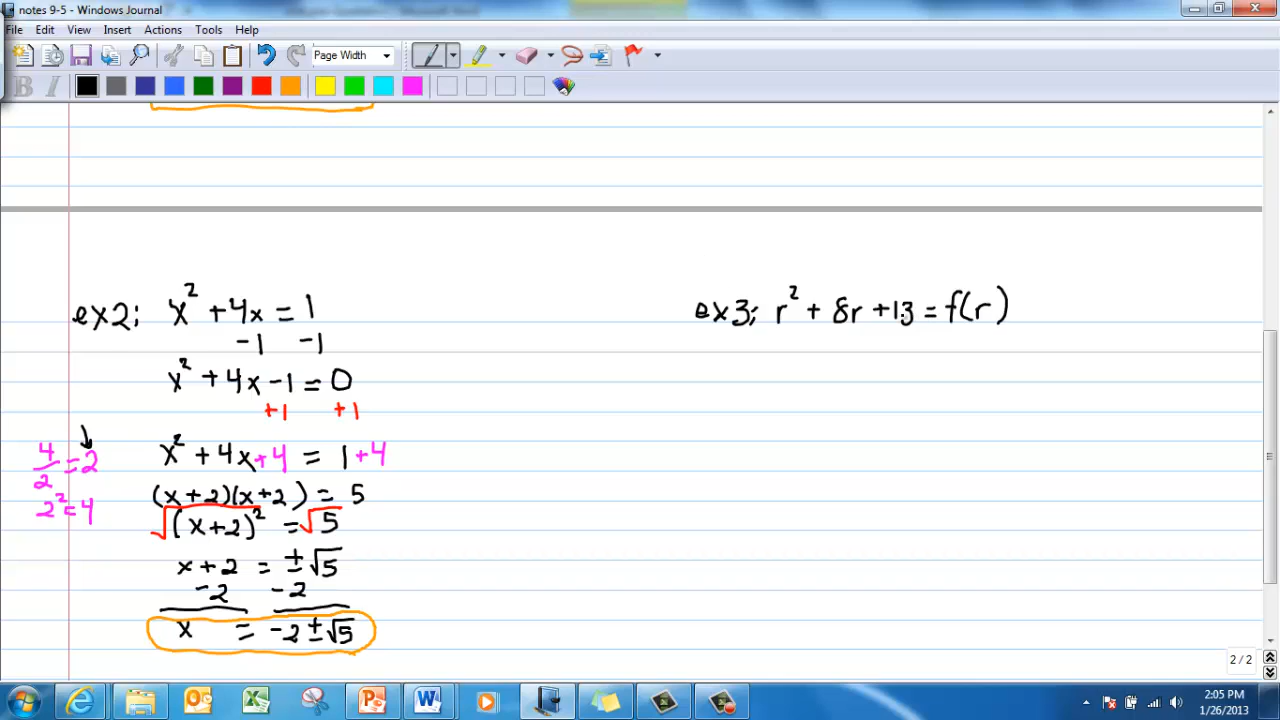 notes 9-5 - Windows Journal
File Edit View Insert Actions Tools Help
Page Width
B I
ex2; x² + 4x = 1
-1 -1
x² + 4x - 1 = 0
+1 +1
x² + 4x + 4 = 1 + 4
4/2 = 2
(x + 2)(x + 2) = 5
2² = 4
√(x + 2)² = √5
x + 2 = ± √5
-2 -2
x = -2 ± √5
ex3; r² + 8r + 13 = f(r)
2 / 2
2:05 PM
1/26/2013